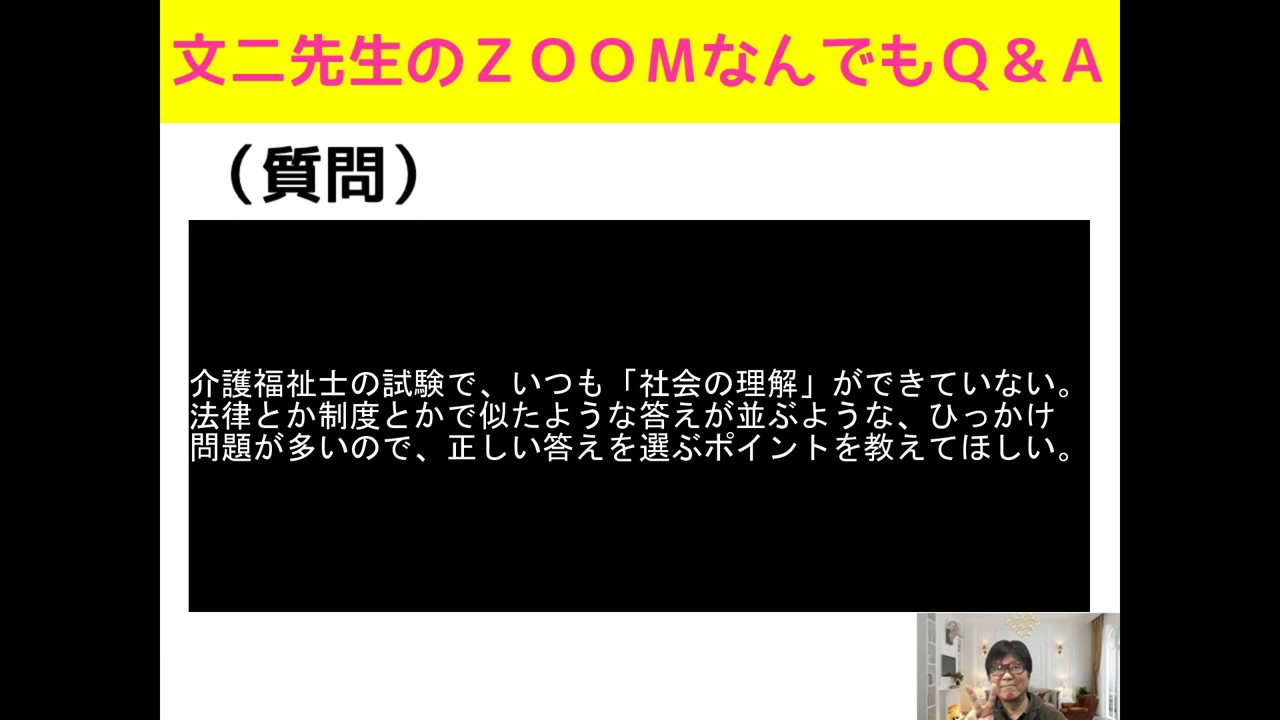 文二先生のＺＯＯＭなんでもＱ＆Ａ
（質問）
介護福祉士の試験で、いつも「社会の理解」ができていない。
法律とか制度とかで似たような答えが並ぶような、ひっかけ
問題が多いので、正しい答えを選ぶポイントを教えてほしい。